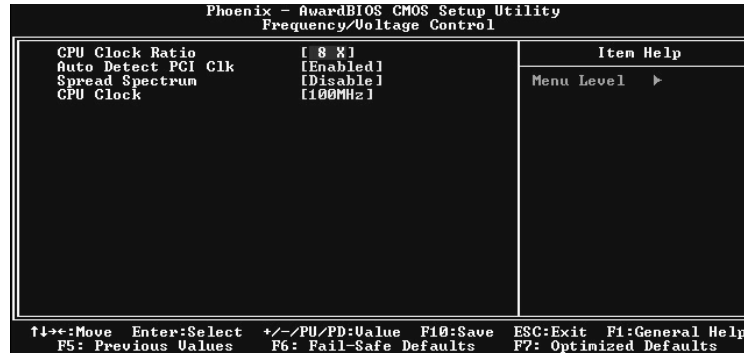 Phoenix - AwardBIOS CMOS Setup Utility
Frequency/Voltage Control
CPU Clock Ratio [ 8 X]
Auto Detect PCI Clk [Enabled]
Spread Spectrum [Disable]
CPU Clock [100MHz]
Item Help
Menu Level ►
↑↓→←:Move Enter:Select +/-/PU/PD:Value F10:Save ESC:Exit F1:General Help
F5: Previous Values F6: Fail-Safe Defaults F7: Optimized Defaults